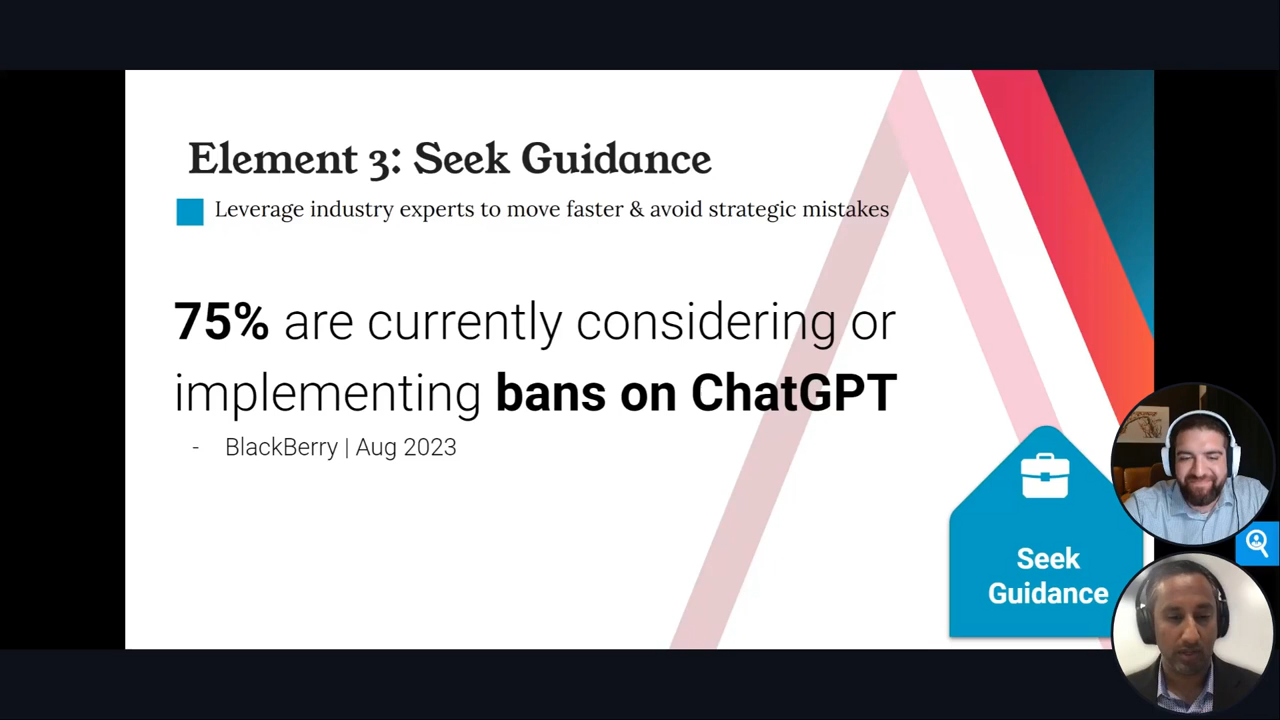 Element 3: Seek Guidance
Leverage industry experts to move faster & avoid strategic mistakes
75% are currently considering or
implementing bans on ChatGPT
- BlackBerry | Aug 2023
Seek
Guidance